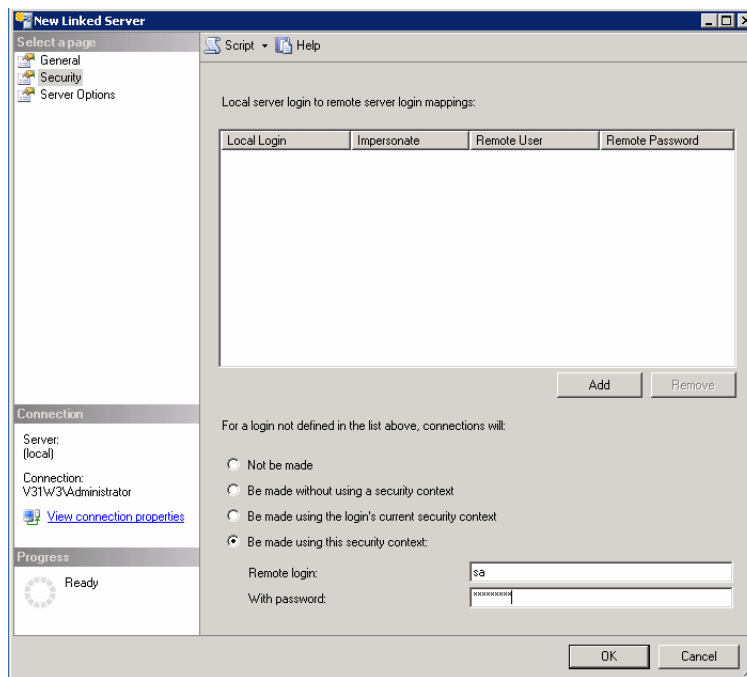 New Linked Server
Select a page
General
Security
Server Options
Script Help
Local server login to remote server login mappings:
Local Login Impersonate Remote User Remote Password
Add Remove
Connection
Server:
(local)
Connection:
V31W3\Administrator
View connection properties
Progress
Ready
For a login not defined in the list above, connections will:
Not be made
Be made without using a security context
Be made using the login's current security context
Be made using this security context:
Remote login: sa
With password: *********
OK Cancel